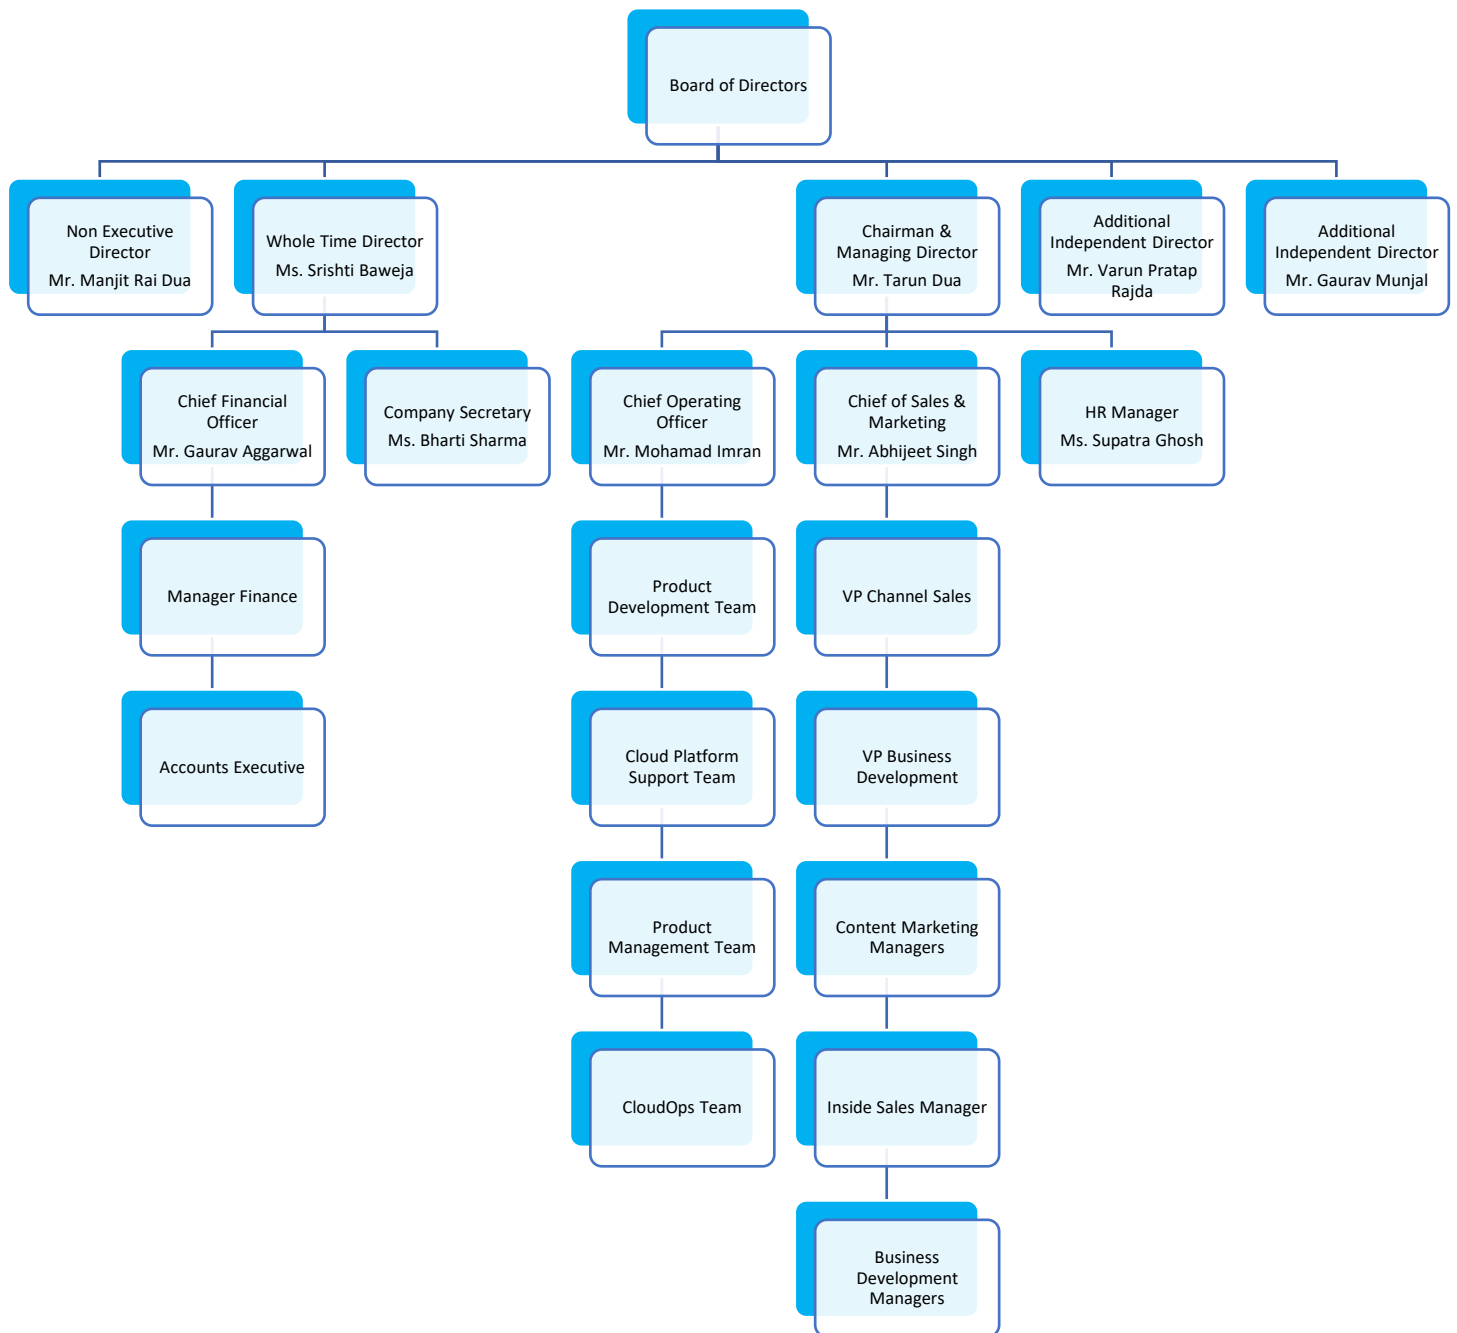 Board of Directors
Non Executive
Director
Mr. Manjit Rai Dua
Whole Time Director
Ms. Srishti Baweja
Chairman &
Managing Director
Mr. Tarun Dua
Additional
Independent Director
Mr. Varun Pratap
Rajda
Additional
Independent Director
Mr. Gaurav Munjal
Chief Financial
Officer
Mr. Gaurav Aggarwal
Company Secretary
Ms. Bharti Sharma
Chief Operating
Officer
Mr. Mohamad Imran
Chief of Sales &
Marketing
Mr. Abhijeet Singh
HR Manager
Ms. Supatra Ghosh
Manager Finance
Product
Development Team
VP Channel Sales
Accounts Executive
Cloud Platform
Support Team
VP Business
Development
Product
Management Team
Content Marketing
Managers
CloudOps Team
Inside Sales Manager
Business
Development
Managers